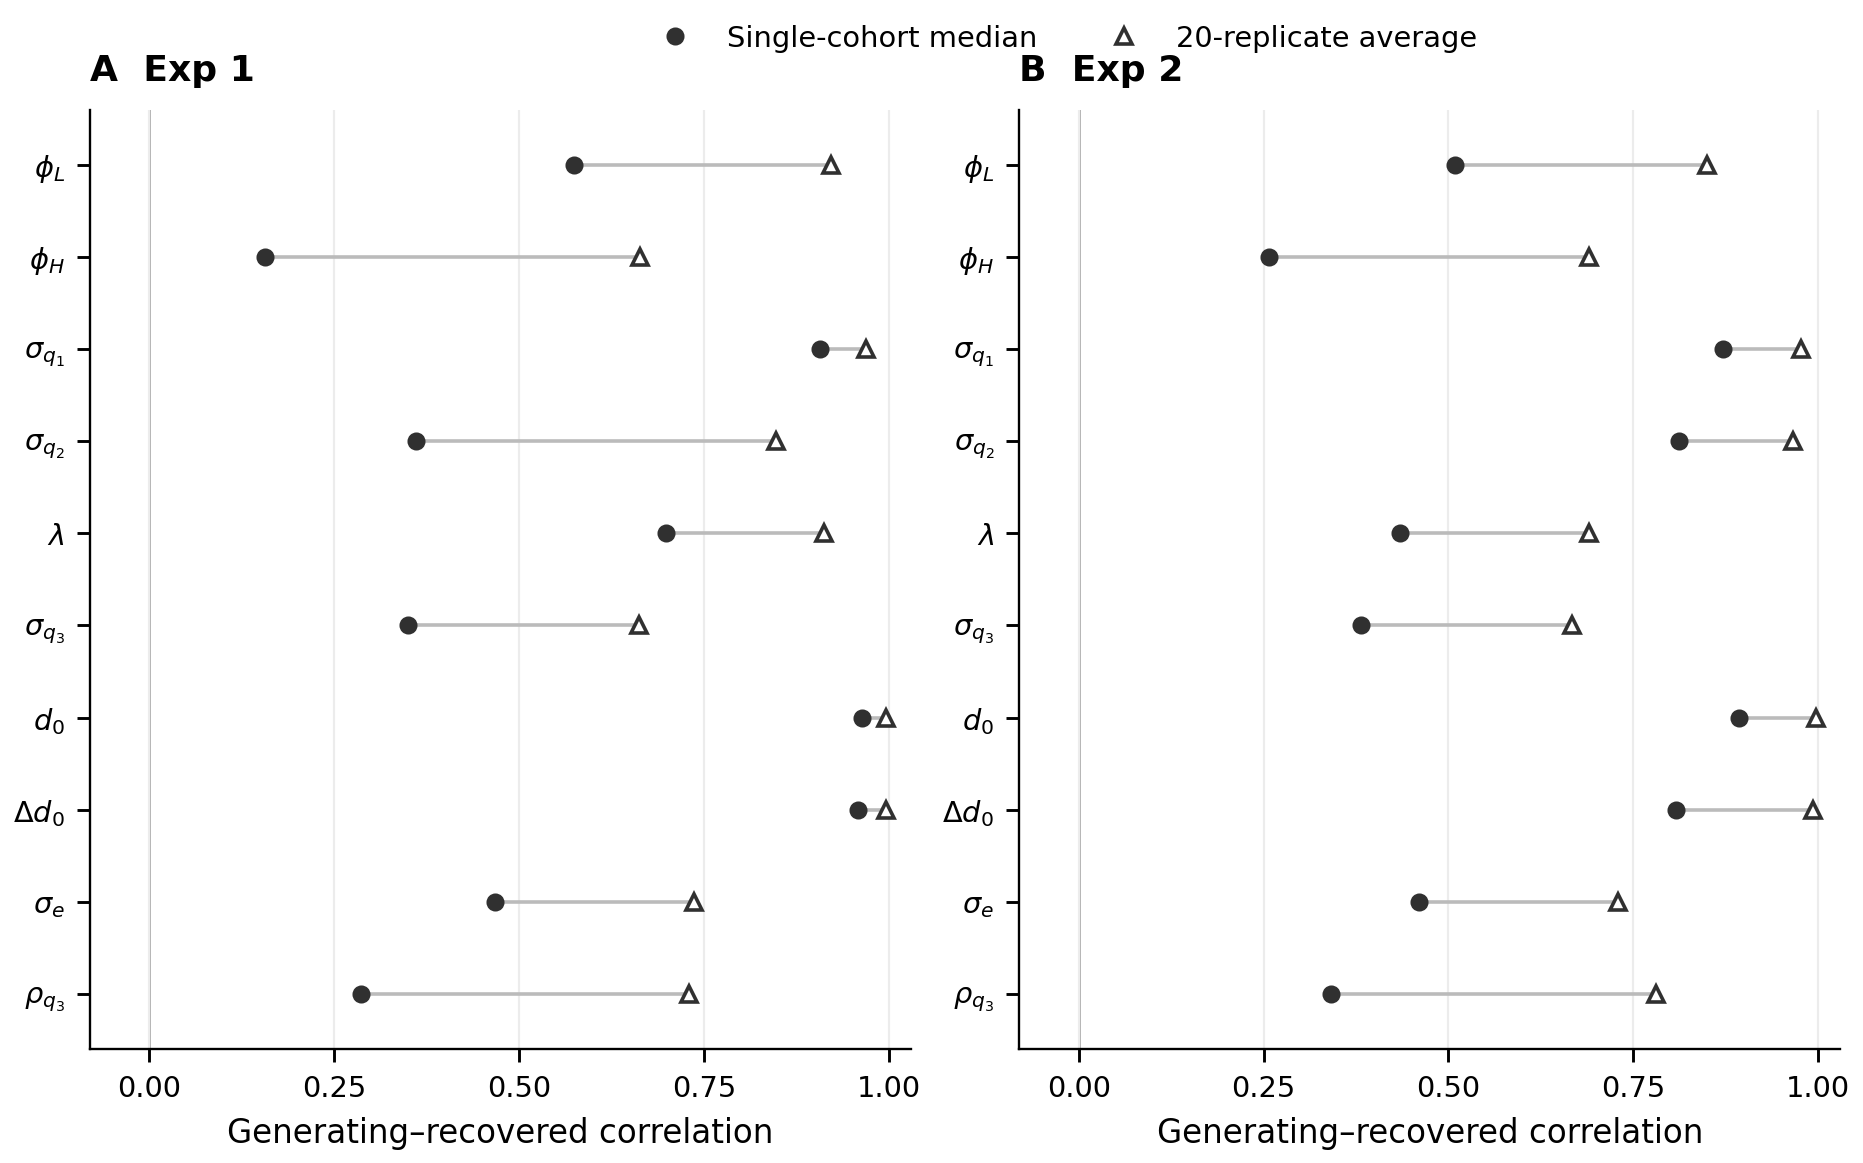 Single-cohort median 20-replicate average
A Exp 1
ϕL
ϕH
σq1
σq2
λ
σq3
d0
Δd0
σe
ρq3
0.00 0.25 0.50 0.75 1.00
Generating–recovered correlation
B Exp 2
ϕL
ϕH
σq1
σq2
λ
σq3
d0
Δd0
σe
ρq3
0.00 0.25 0.50 0.75 1.00
Generating–recovered correlation